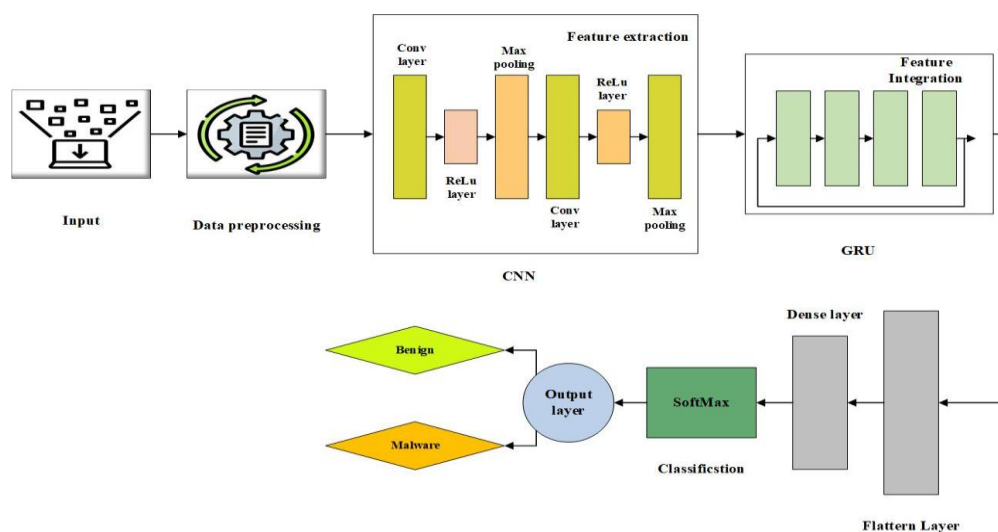 Input
Data preprocessing
Feature extraction
Conv
layer
ReLu
layer
Max
pooling
Conv
layer
ReLu
layer
Max
pooling
CNN
Feature
Integration
GRU
Flattern Layer
Dense layer
SoftMax
Classificstion
Output
layer
Benign
Malware